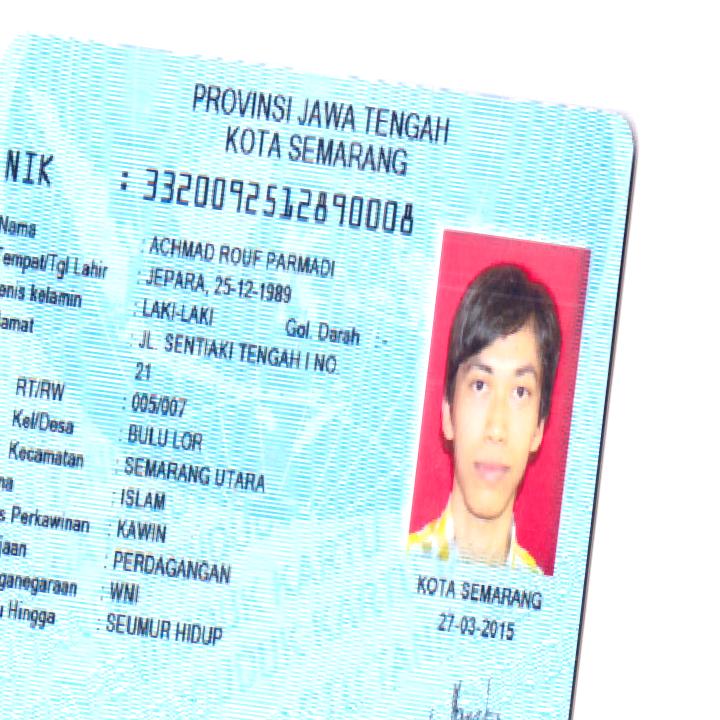 PROVINSI JAWA TENGAH
KOTA SEMARANG
NIK : 3320092512890008
Nama : ACHMAD ROUF PARMADI
Tempat/Tgl Lahir : JEPARA, 25-12-1989
enis kelamin : LAKI-LAKI Gol. Darah :-
lamat : JL. SENTIAKI TENGAH I NO.
21
RT/RW : 005/007
Kel/Desa : BULU LOR
Kecamatan : SEMARANG UTARA
ma : ISLAM
s Perkawinan : KAWIN
jaan : PERDAGANGAN
ganegaraan : WNI
u Hingga : SEUMUR HIDUP
KOTA SEMARANG
27-03-2015